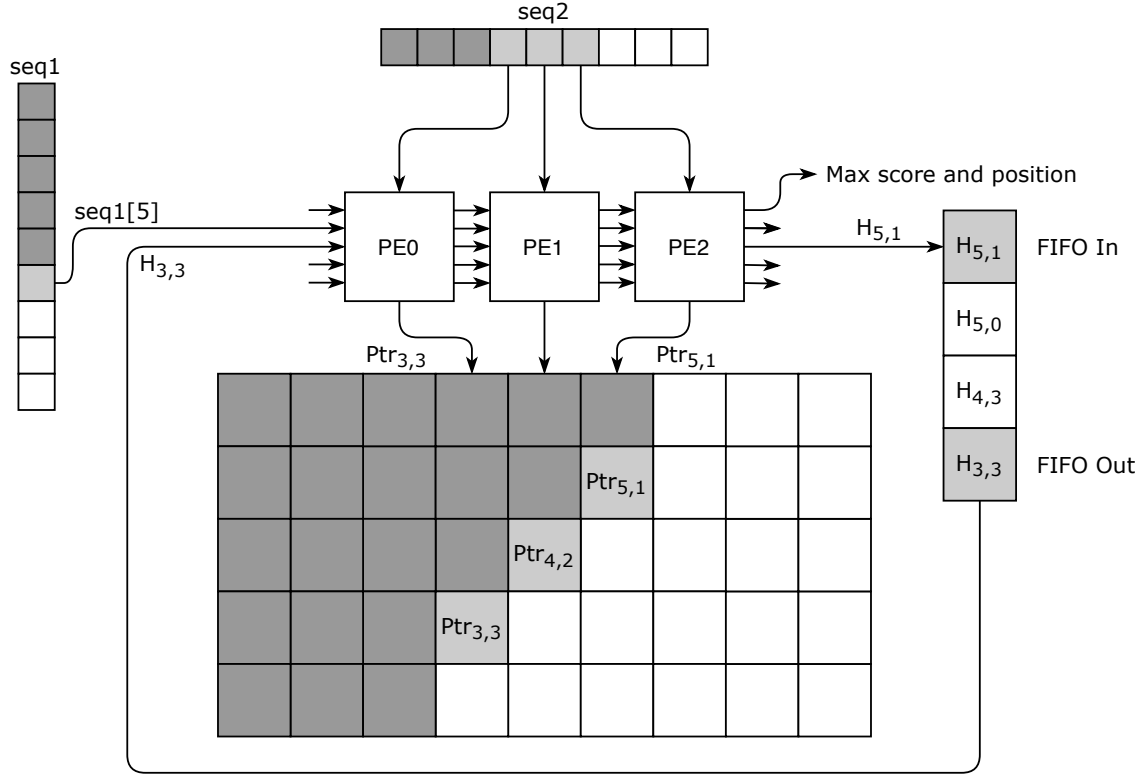 seq2
seq1
Max score and position
seq1[5]
H5,1
PE0
PE1
PE2
H5,1
FIFO In
H3,3
H5,0
Ptr3,3
Ptr5,1
H4,3
H3,3
FIFO Out
Ptr5,1
Ptr4,2
Ptr3,3